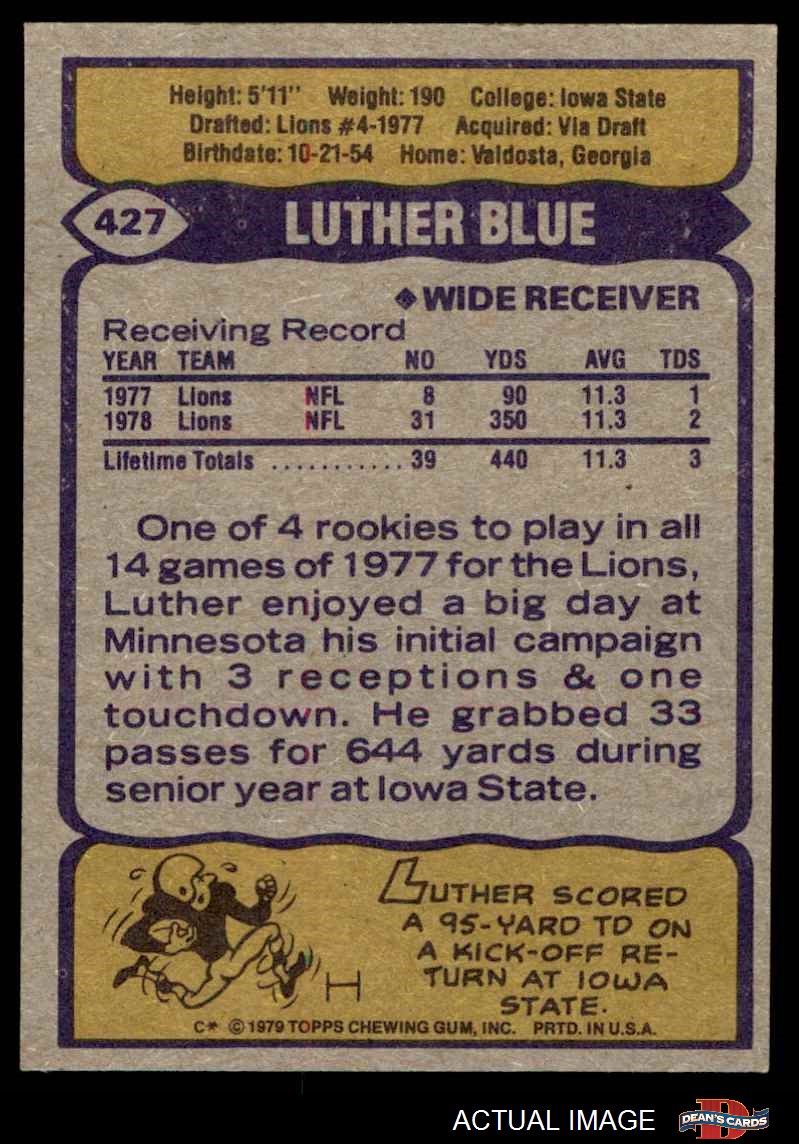 Height: 5'11" Weight: 190 College: Iowa State
Drafted: Lions #4-1977 Acquired: Via Draft
Birthdate: 10-21-54 Home: Valdosta, Georgia
427 LUTHER BLUE
◆ WIDE RECEIVER
Receiving Record
YEAR TEAM NO YDS AVG TDS
1977 Lions NFL 8 90 11.3 1
1978 Lions NFL 31 350 11.3 2
Lifetime Totals ........... 39 440 11.3 3
One of 4 rookies to play in all
14 games of 1977 for the Lions,
Luther enjoyed a big day at
Minnesota his initial campaign
with 3 receptions & one
touchdown. He grabbed 33
passes for 644 yards during
senior year at Iowa State.
LUTHER SCORED
A 95-YARD TD ON
A KICK-OFF RE-
TURN AT IOWA
STATE.
H
C* © 1979 TOPPS CHEWING GUM, INC. PRTD. IN U.S.A.
ACTUAL IMAGE
D
DEAN'S CARDS